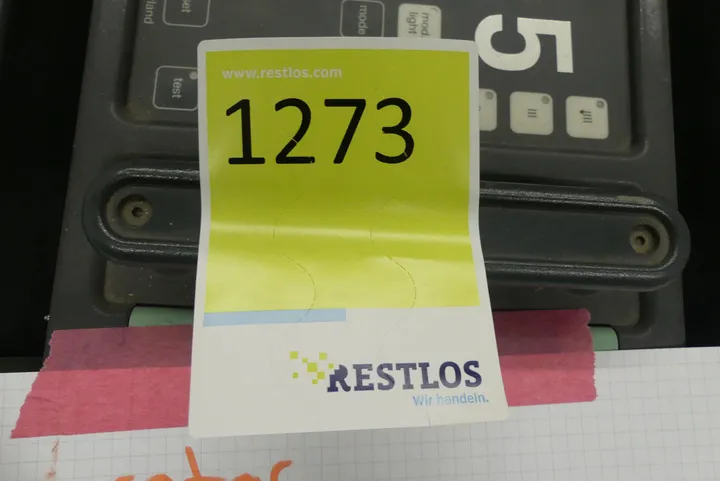 mode
test
5
www.restlos.com
1273
RESTLOS
Wir handeln.